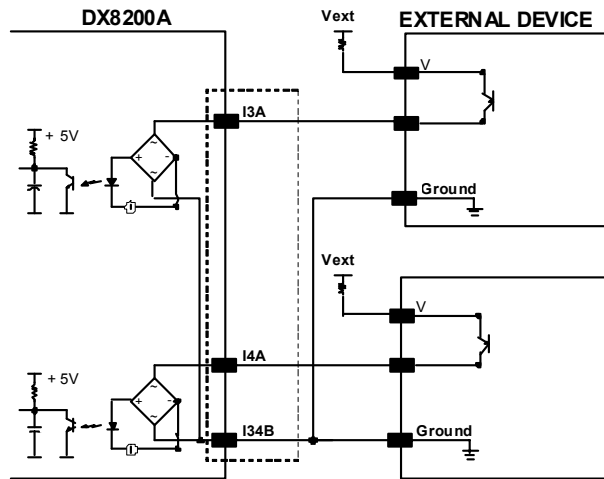 DX8200A
Vext
EXTERNAL DEVICE
V
I3A
+ 5V
+
~
-
~
Ground
Vext
V
I4A
+ 5V
+
~
-
~
I34B
Ground